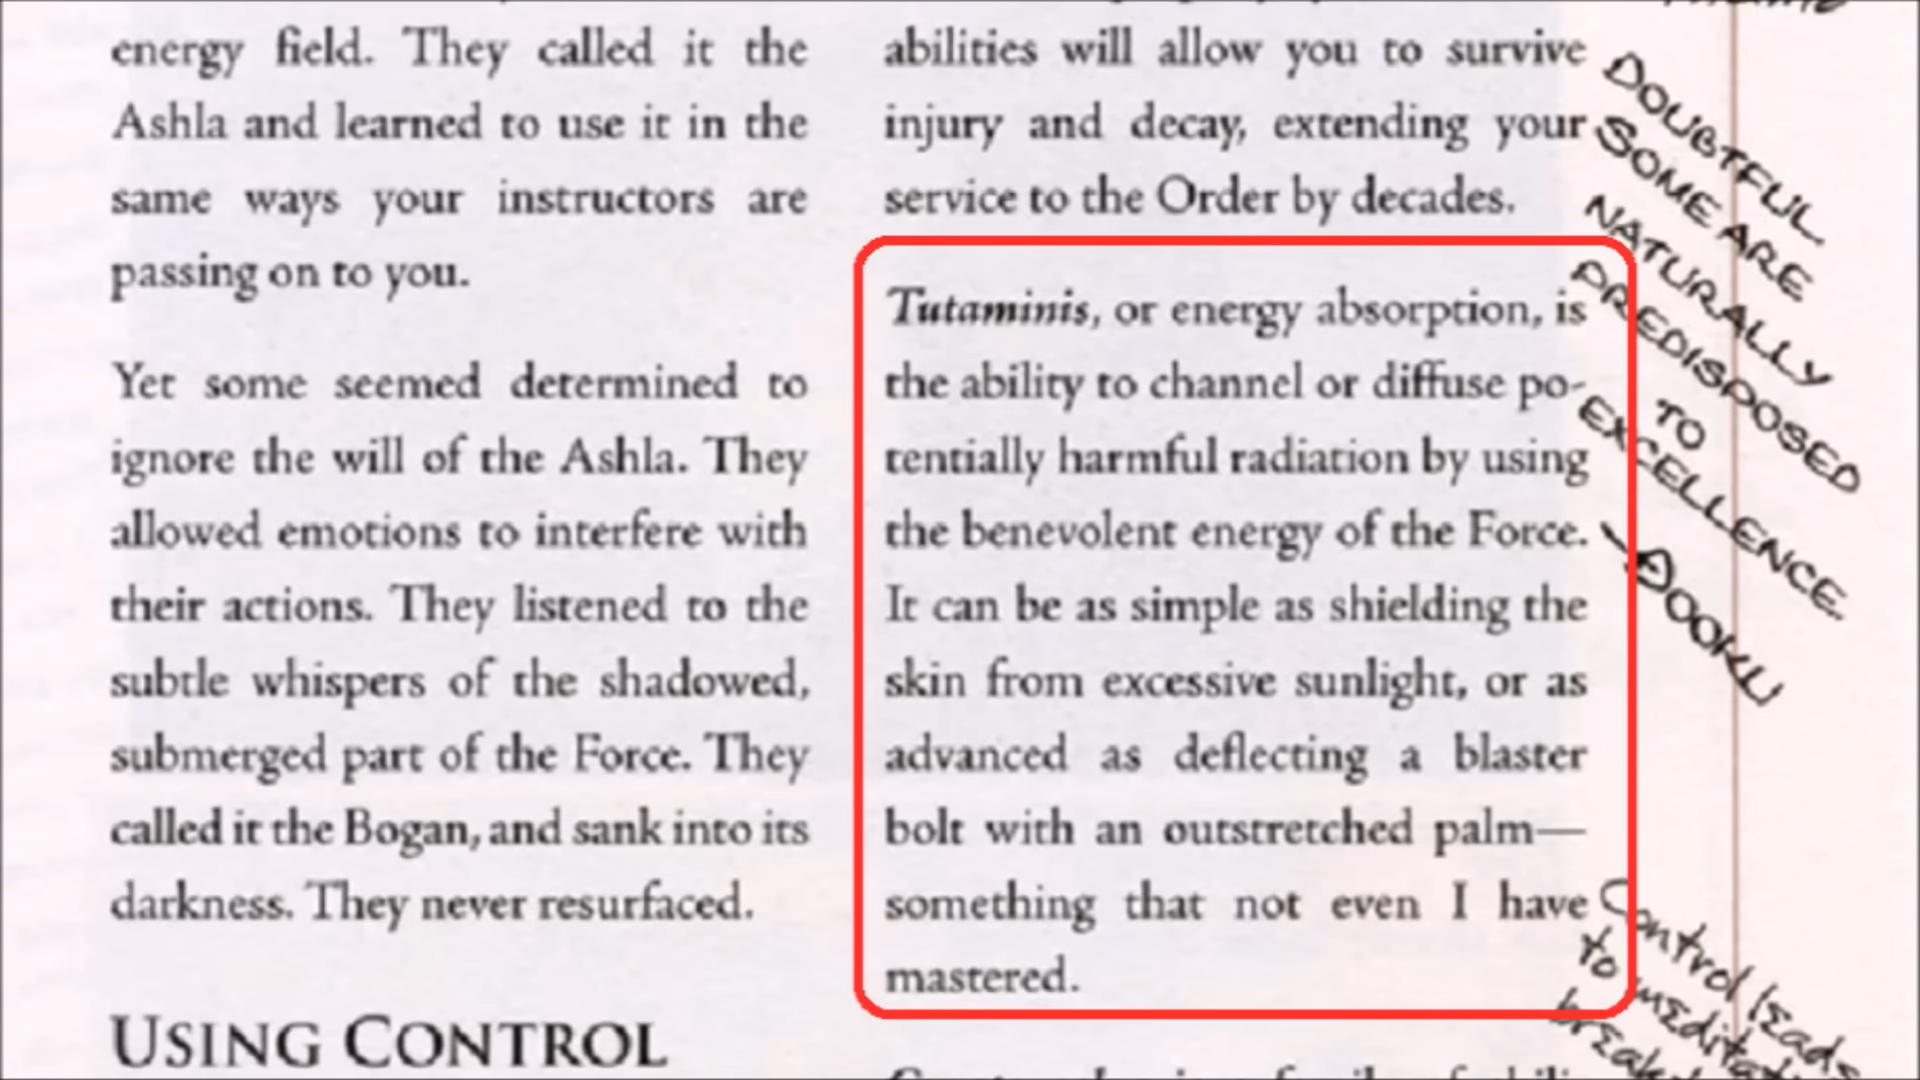 energy field. They called it the
Ashla and learned to use it in the
same ways your instructors are
passing on to you.
Yet some seemed determined to
ignore the will of the Ashla. They
allowed emotions to interfere with
their actions. They listened to the
subtle whispers of the shadowed,
submerged part of the Force. They
called it the Bogan, and sank into its
darkness. They never resurfaced.
USING CONTROL
abilities will allow you to survive
injury and decay, extending your
service to the Order by decades.
Tutaminis, or energy absorption, is
the ability to channel or diffuse po-
tentially harmful radiation by using
the benevolent energy of the Force.
It can be as simple as shielding the
skin from excessive sunlight, or as
advanced as deflecting a blaster
bolt with an outstretched palm—
something that not even I have
mastered.
DOUBTFUL.
SOME ARE
NATURALLY
PREDISPOSED
TO
EXCELLENCE.
—DOOKU
Control leads
to